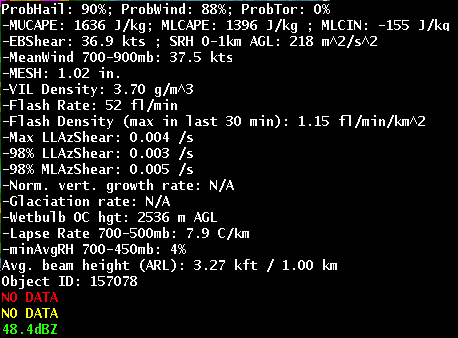 ProbHail: 90%; ProbWind: 88%; ProbTor: 0%
-MUCAPE: 1636 J/kg; MLCAPE: 1396 J/kg ; MLCIN: -155 J/kg
-EBShear: 36.9 kts ; SRH 0-1km AGL: 218 m^2/s^2
-MeanWind 700-900mb: 37.5 kts
-MESH: 1.02 in.
-VIL Density: 3.70 g/m^3
-Flash Rate: 52 fl/min
-Flash Density (max in last 30 min): 1.15 fl/min/km^2
-Max LLAzShear: 0.004 /s
-98% LLAzShear: 0.003 /s
-98% MLAzShear: 0.005 /s
-Norm. vert. growth rate: N/A
-Glaciation rate: N/A
-Wetbulb 0C hgt: 2536 m AGL
-Lapse Rate 700-500mb: 7.9 C/km
-minAvgRH 700-450mb: 4%
Avg. beam height (ARL): 3.27 kft / 1.00 km
Object ID: 157078
NO DATA
NO DATA
48.4dBZ